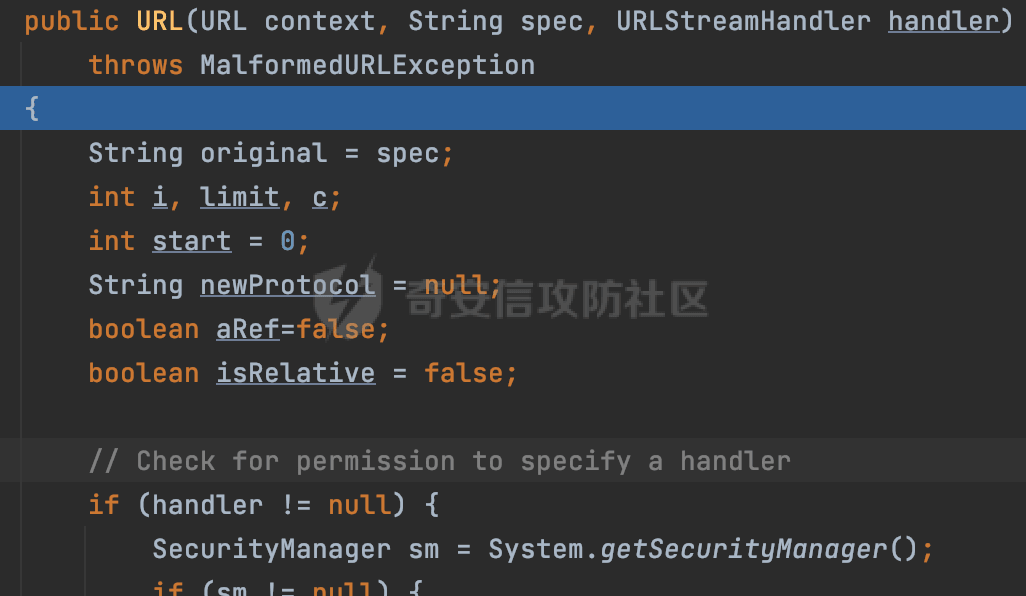 public URL(URL context, String spec, URLStreamHandler handler)
    throws MalformedURLException
{
    String original = spec;
    int i, limit, c;
    int start = 0;
    String newProtocol = null;
    boolean aRef=false;
    boolean isRelative = false;
    // Check for permission to specify a handler
    if (handler != null) {
        SecurityManager sm = System.getSecurityManager();
        if (sm != null) {
奇安信攻防社区